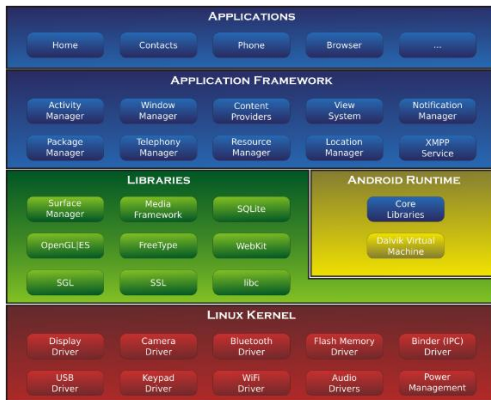 APPLICATIONS
Home
Contacts
Phone
Browser
...
APPLICATION FRAMEWORK
Activity
Manager
Window
Manager
Content
Providers
View
System
Notification
Manager
Package
Manager
Telephony
Manager
Resource
Manager
Location
Manager
XMPP
Service
LIBRARIES
Surface
Manager
Media
Framework
SQLite
OpenGL|ES
FreeType
WebKit
SGL
SSL
libc
ANDROID RUNTIME
Core
Libraries
Dalvik Virtual
Machine
LINUX KERNEL
Display
Driver
Camera
Driver
Bluetooth
Driver
Flash Memory
Driver
Binder (IPC)
Driver
USB
Driver
Keypad
Driver
WiFi
Driver
Audio
Drivers
Power
Management